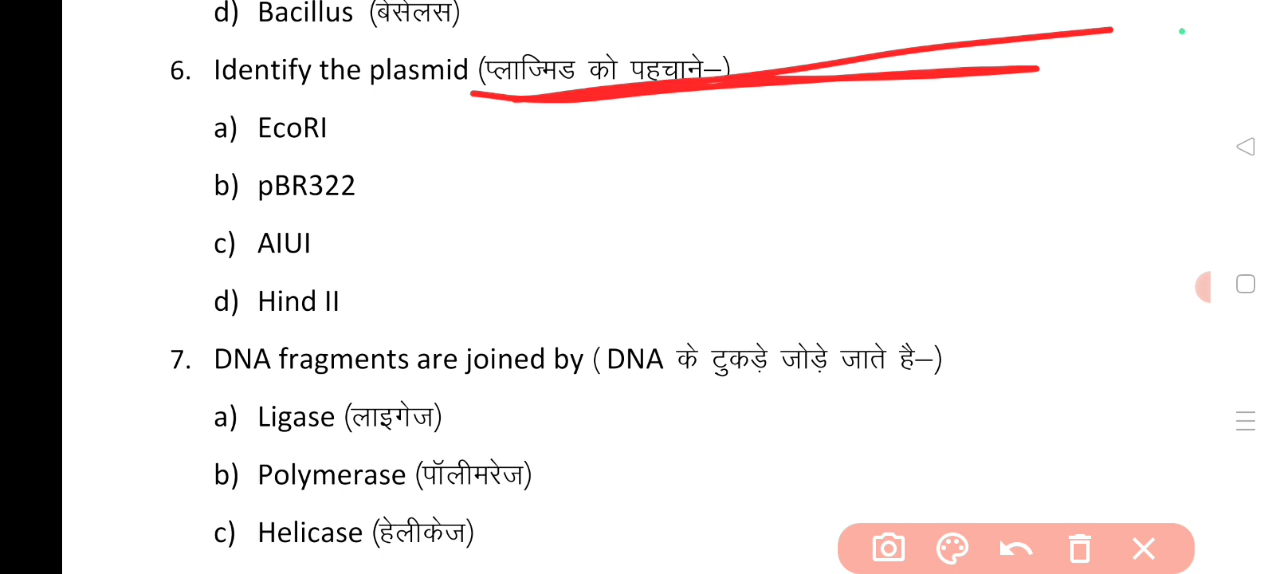 d) Bacillus (बेसेलस)
6. Identify the plasmid (प्लाज्मिड को पहचाने–)
a) EcoRI
b) pBR322
c) AIUI
d) Hind II
7. DNA fragments are joined by ( DNA के टुकड़े जोड़े जाते है–)
a) Ligase (लाइगेज)
b) Polymerase (पॉलीमरेज)
c) Helicase (हेलीकेज)